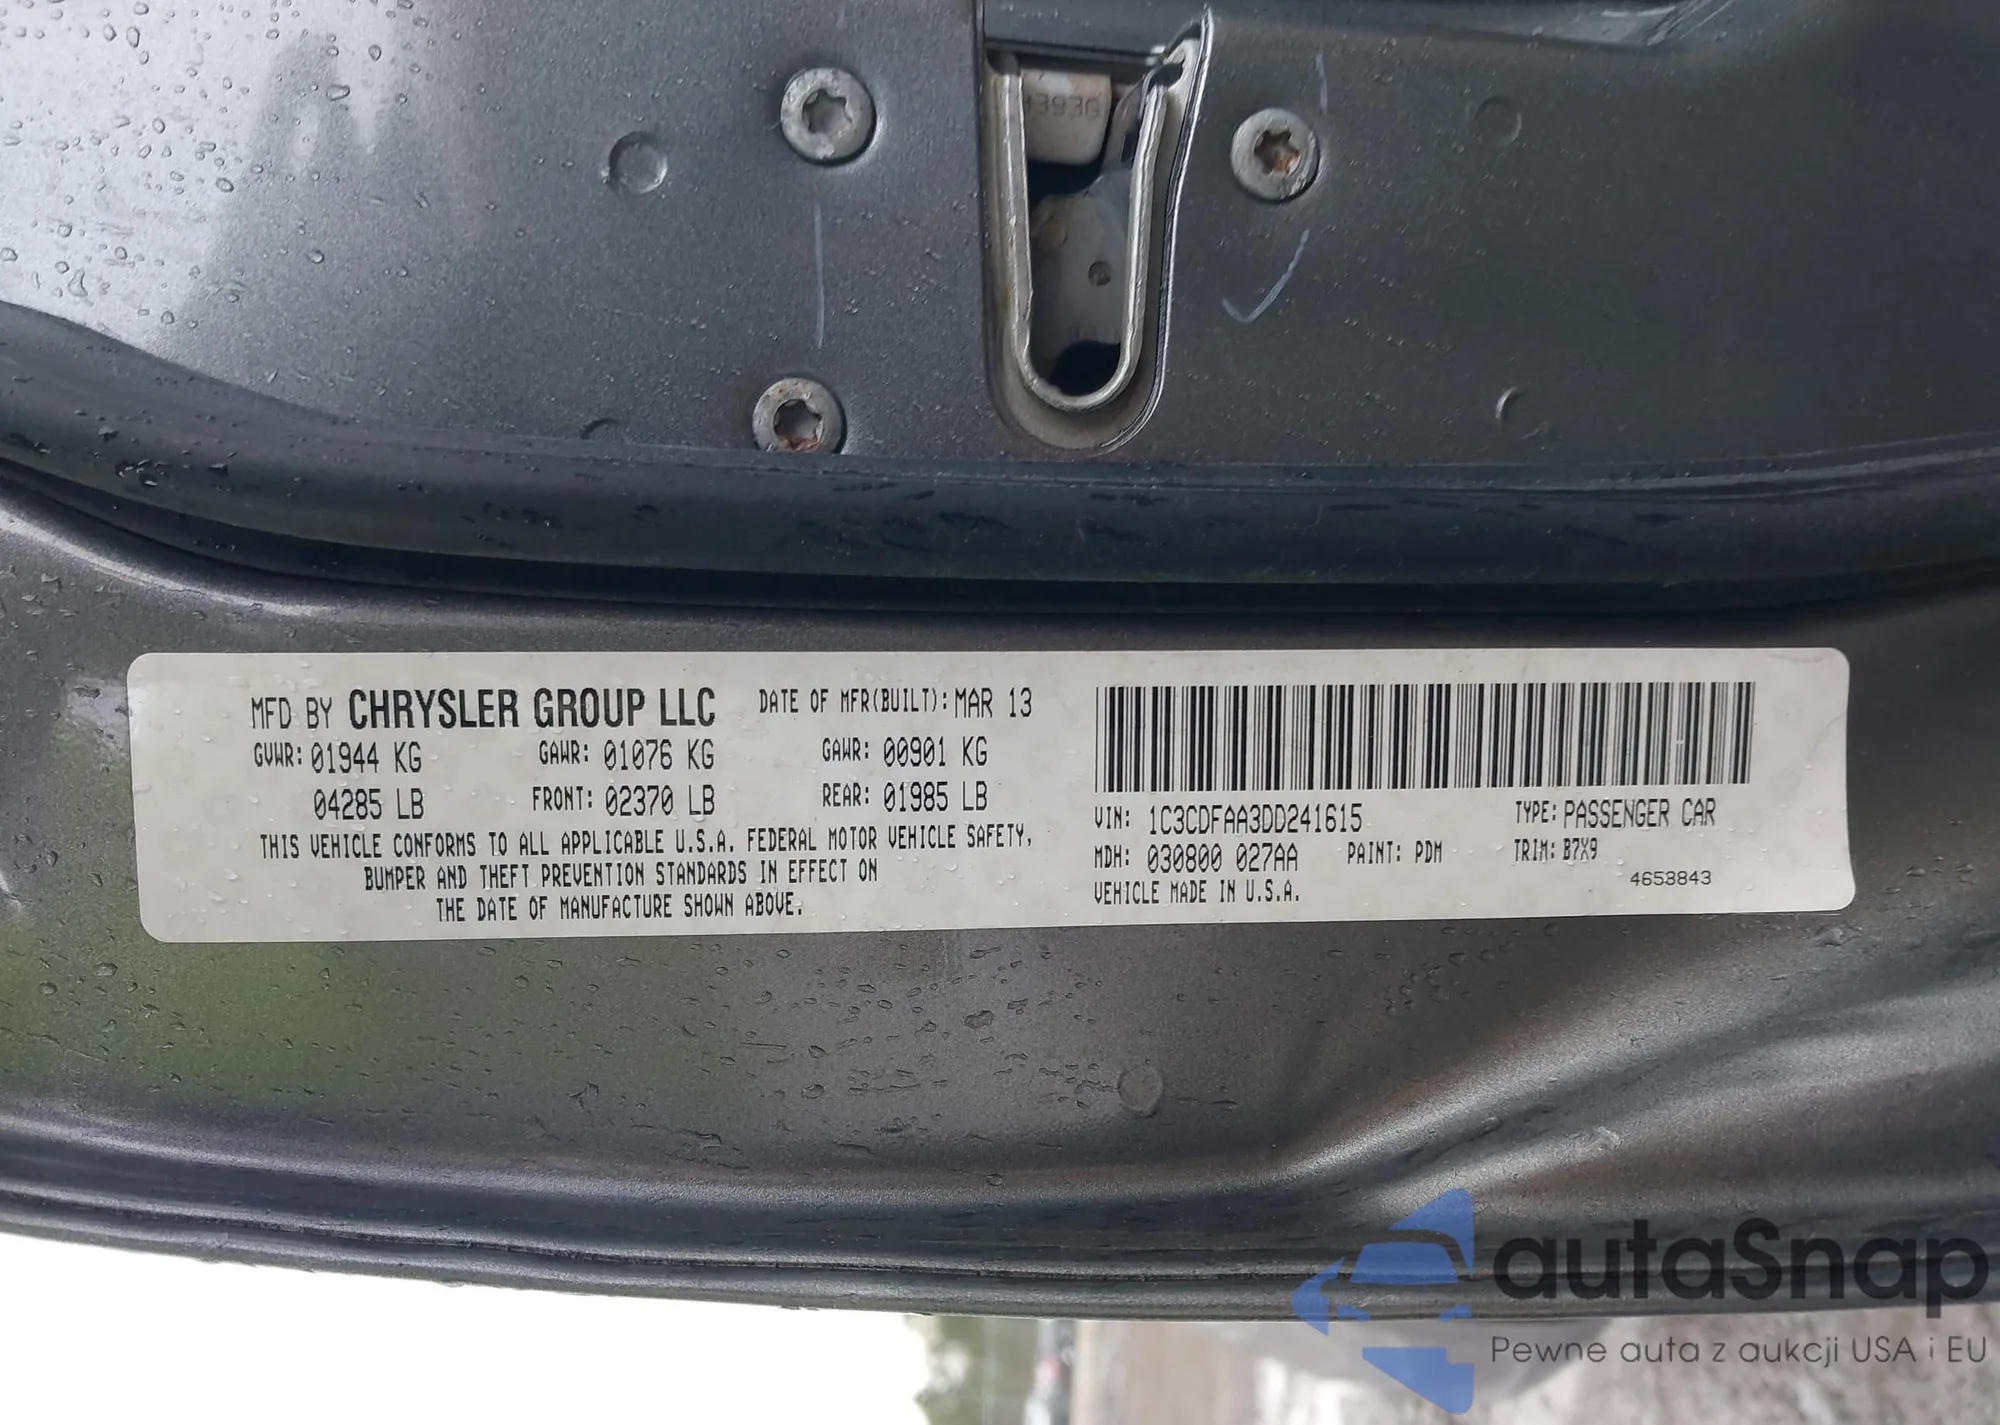 3936
MFD BY CHRYSLER GROUP LLC DATE OF MFR(BUILT): MAR 13
GVWR: 01944 KG GAWR: 01076 KG GAWR: 00901 KG
04285 LB FRONT: 02370 LB REAR: 01985 LB
THIS VEHICLE CONFORMS TO ALL APPLICABLE U.S.A. FEDERAL MOTOR VEHICLE SAFETY,
BUMPER AND THEFT PREVENTION STANDARDS IN EFFECT ON
THE DATE OF MANUFACTURE SHOWN ABOVE.
VIN: 1C3CDFAA3DD241615 TYPE: PASSENGER CAR
MDH: 030800 027AA PAINT: PDM TRIM: B7X9
4658843
VEHICLE MADE IN U.S.A.
autaSnap
Pewne auta z aukcji USA i EU